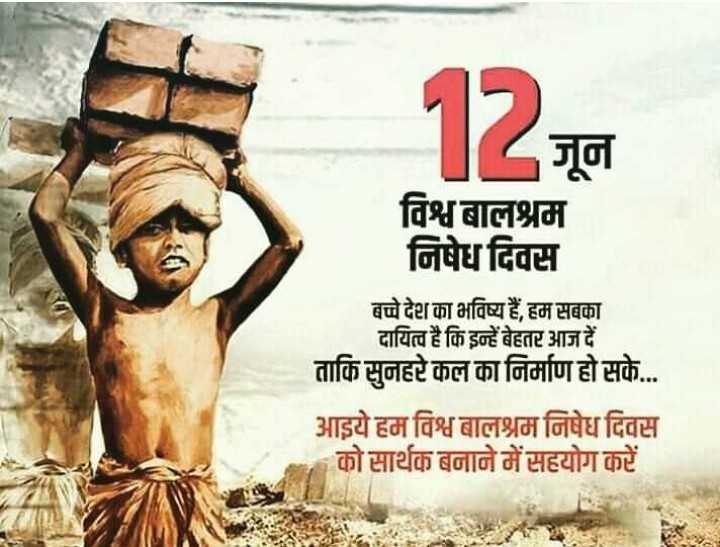 12 जून
विश्व बालश्रम
निषेध दिवस
बच्चे देश का भविष्य हैं, हम सबका
दायित्व है कि इन्हें बेहतर आज दें
ताकि सुनहरे कल का निर्माण हो सके...
आइये हम विश्व बालश्रम निषेध दिवस
को सार्थक बनाने में सहयोग करें